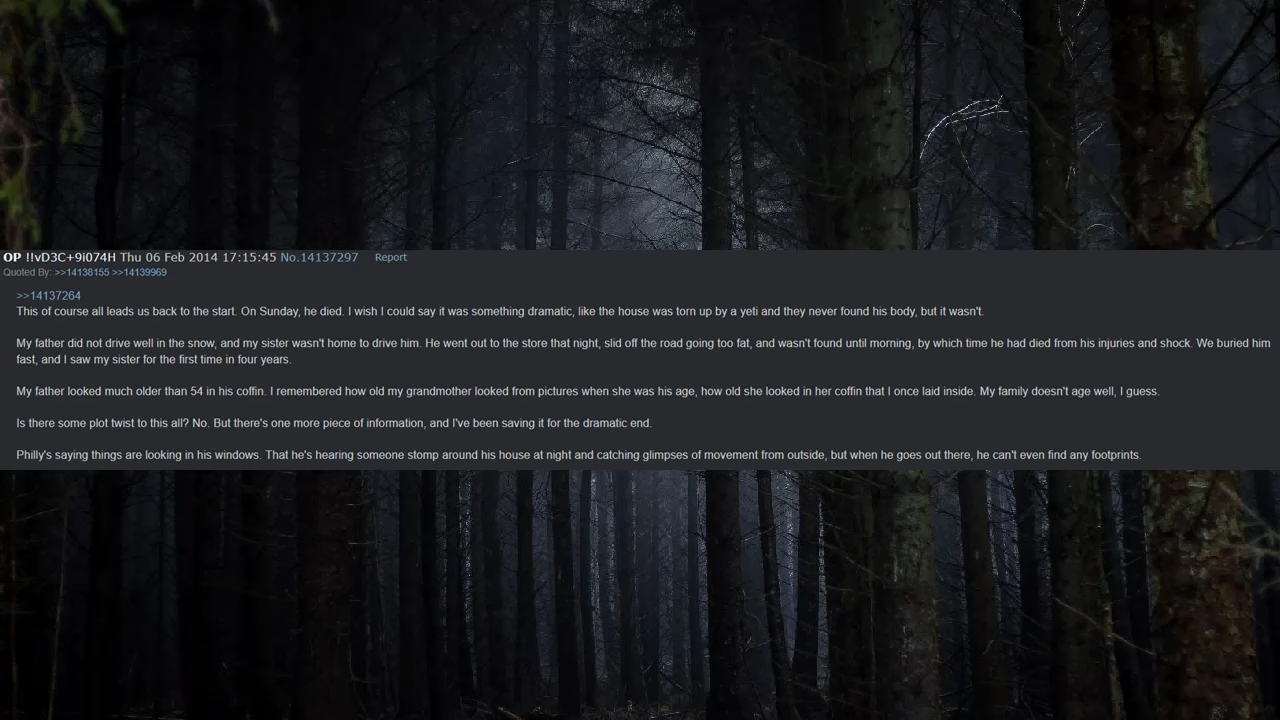 OP !!vD3C+9i074H Thu 06 Feb 2014 17:15:45 No.14137297 Report
Quoted By: >>14138155 >>14139969
>>14137264
This of course all leads us back to the start. On Sunday, he died. I wish I could say it was something dramatic, like the house was torn up by a yeti and they never found his body, but it wasn't.
My father did not drive well in the snow, and my sister wasn't home to drive him. He went out to the store that night, slid off the road going too fat, and wasn't found until morning, by which time he had died from his injuries and shock. We buried him
fast, and I saw my sister for the first time in four years.
My father looked much older than 54 in his coffin. I remembered how old my grandmother looked from pictures when she was his age, how old she looked in her coffin that I once laid inside. My family doesn't age well, I guess.
Is there some plot twist to this all? No. But there's one more piece of information, and I've been saving it for the dramatic end.
Philly's saying things are looking in his windows. That he's hearing someone stomp around his house at night and catching glimpses of movement from outside, but when he goes out there, he can't even find any footprints.